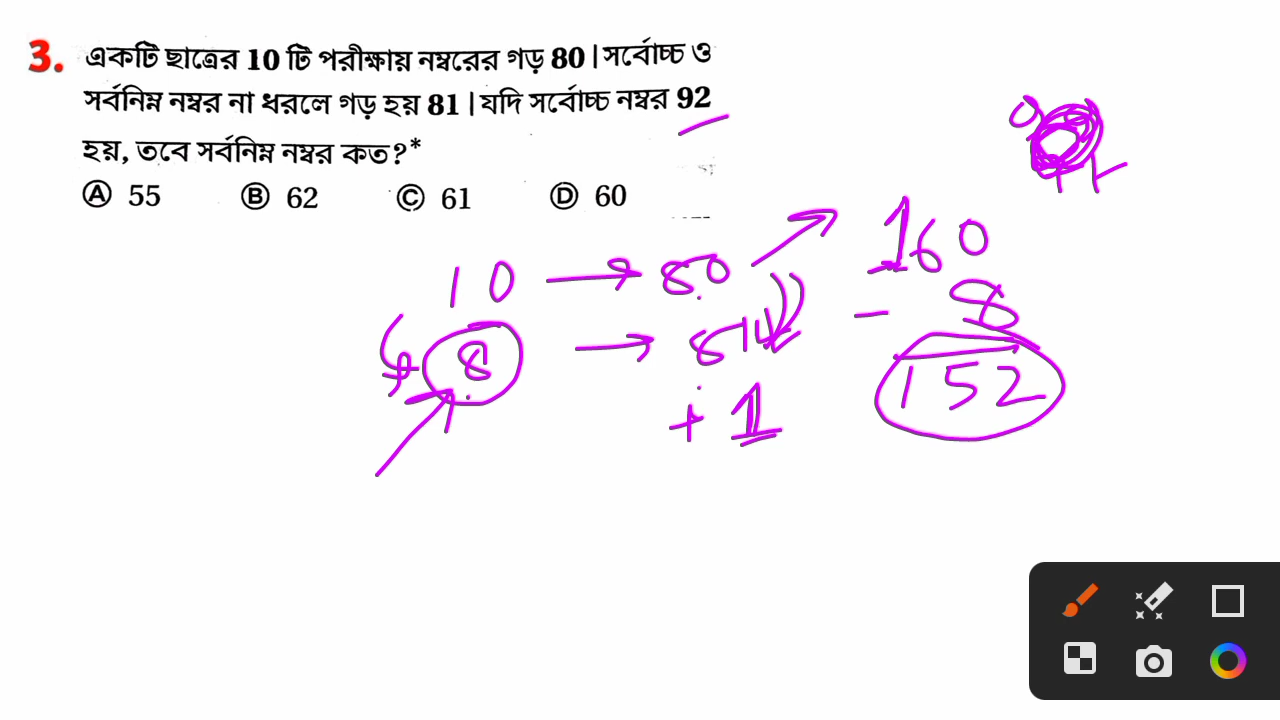 3. একটি ছাত্রের 10 টি পরীক্ষায় নম্বরের গড় 80 | সর্বোচ্চ ও
সর্বনিম্ন নম্বর না ধরলে গড় হয় 81 | যদি সর্বোচ্চ নম্বর 92
হয়, তবে সর্বনিম্ন নম্বর কত?*
Ⓐ 55 Ⓑ 62 Ⓒ 61 Ⓓ 60
10 → 80 → 160
8 → 81 - 8
+ 1 152